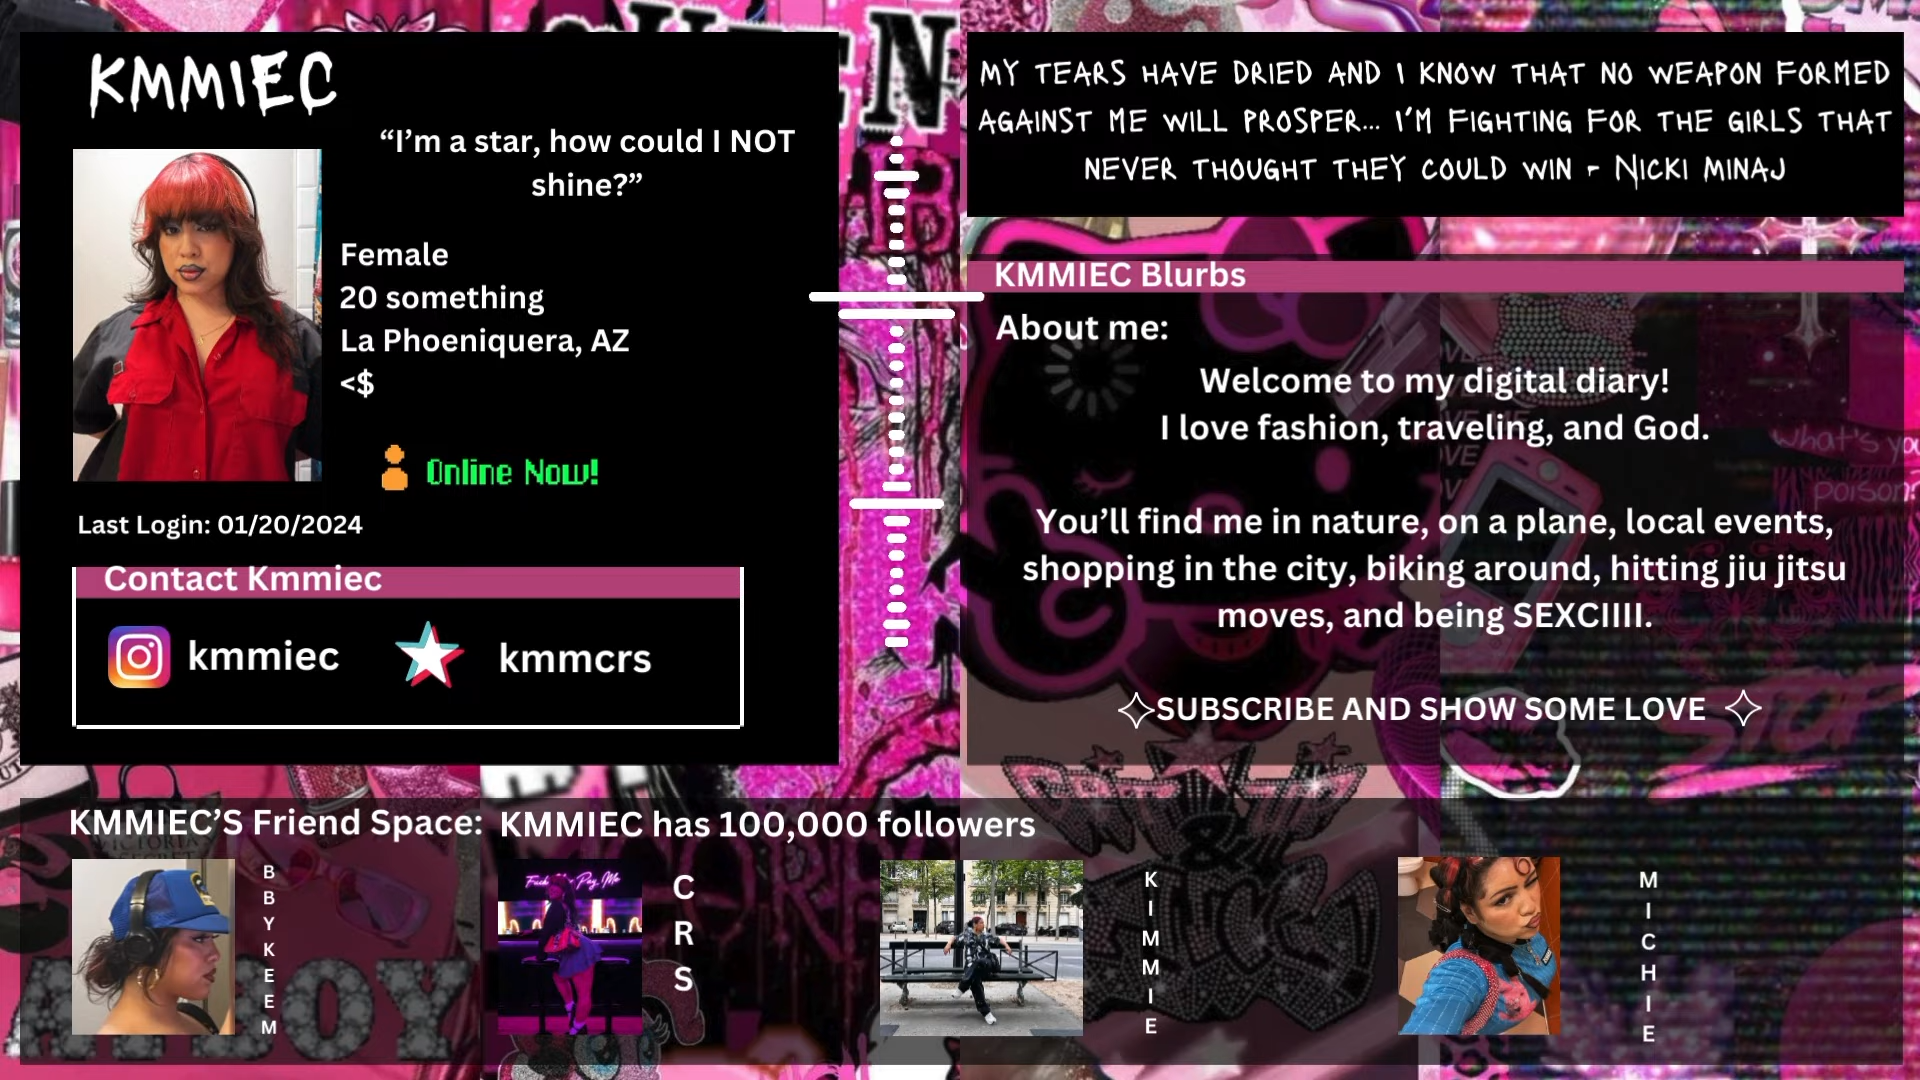 KMMIEC
“I’m a star, how could I NOT
shine?”
Female
20 something
La Phoeniquera, AZ
<$
Online Now!
Last Login: 01/20/2024
Contact Kmmiec
kmmiec
kmmcrs
MY TEARS HAVE DRIED AND I KNOW THAT NO WEAPON FORMED
AGAINST ME WILL PROSPER... I’M FIGHTING FOR THE GIRLS THAT
NEVER THOUGHT THEY COULD WIN - NICKI MINAJ
KMMIEC Blurbs
About me:
Welcome to my digital diary!
I love fashion, traveling, and God.
You’ll find me in nature, on a plane, local events,
shopping in the city, biking around, hitting jiu jitsu
moves, and being SEXCIIII.
SUBSCRIBE AND SHOW SOME LOVE
what's yo
poison?
STOP
KMMIEC’S Friend Space:
KMMIEC has 100,000 followers
BBYKEEM
CRS
KIMMIE
MICHIE